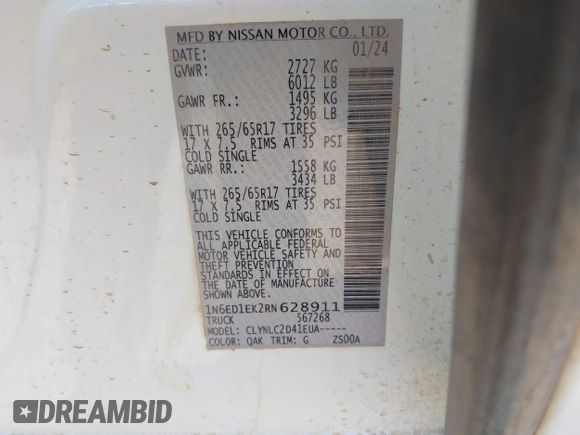 MFD BY NISSAN MOTOR CO., LTD.
DATE: 01/24
GVWR: 2727 KG
6012 LB
GAWR FR.: 1495 KG
3296 LB
WITH 265/65R17 TIRES
17 X 7.5 RIMS AT 35 PSI
COLD SINGLE
GAWR RR.: 1558 KG
3434 LB
WITH 265/65R17 TIRES
17 X 7.5 RIMS AT 35 PSI
COLD SINGLE
THIS VEHICLE CONFORMS TO
ALL APPLICABLE FEDERAL
MOTOR VEHICLE SAFETY AND
THEFT PREVENTION
STANDARDS IN EFFECT ON
THE DATE OF MANUFACTURE
SHOWN ABOVE.
1N6ED1EK2RN628911
TRUCK 567268
MODEL: CLYNLC2D41EUA-----
COLOR: QAK TRIM: G ZS00A
DREAMBID